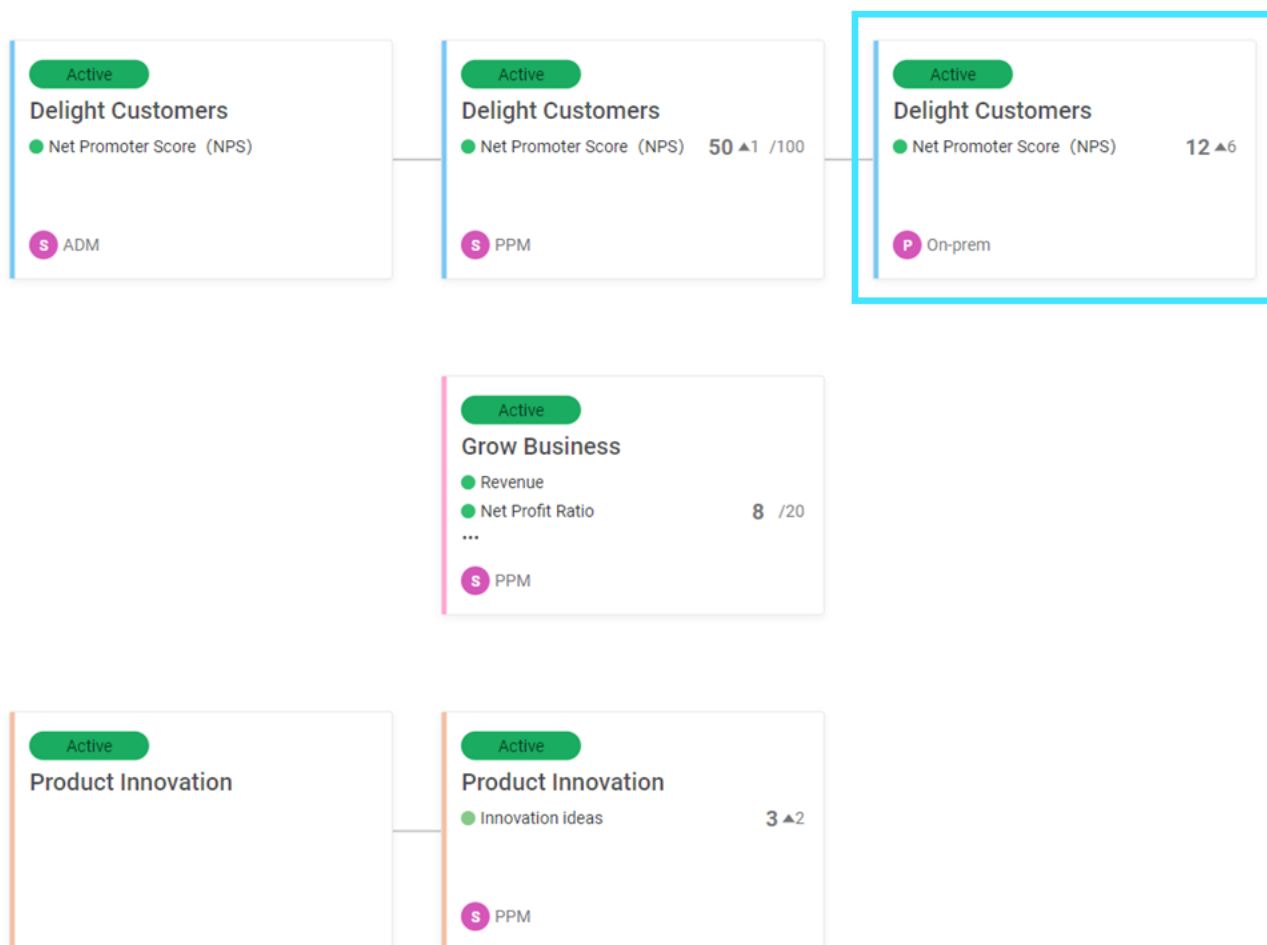 Active
Delight Customers
Net Promoter Score (NPS)
S ADM
Active
Delight Customers
Net Promoter Score (NPS) 50 ▲1 /100
S PPM
Active
Delight Customers
Net Promoter Score (NPS) 12 ▲6
P On-prem
Active
Grow Business
Revenue
Net Profit Ratio 8 /20
...
S PPM
Active
Product Innovation
Active
Product Innovation
Innovation ideas 3 ▲2
S PPM